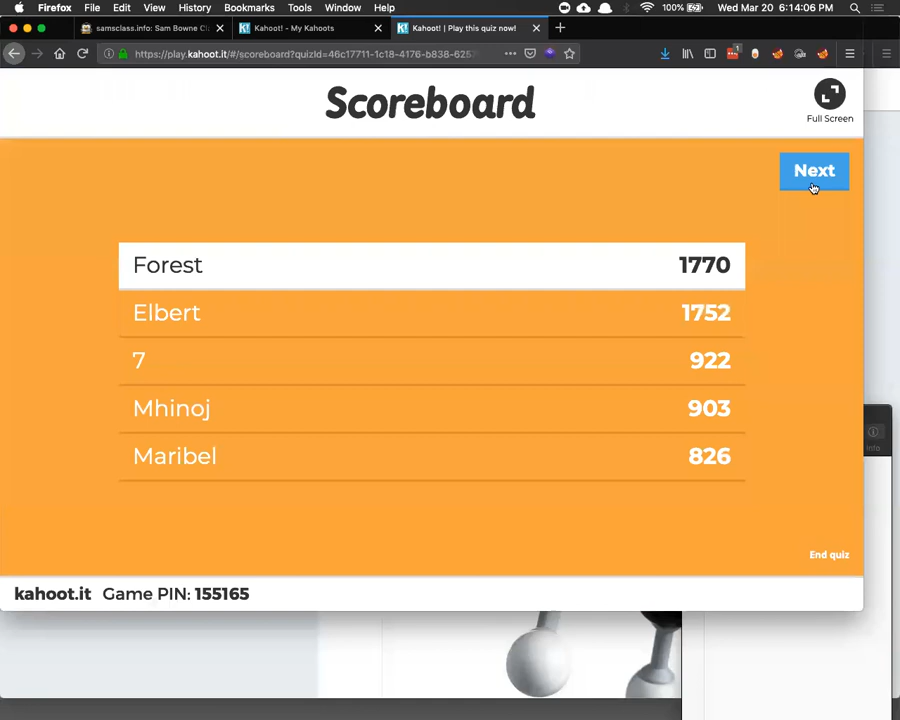 Firefox File Edit View History Bookmarks Tools Window Help 100% Wed Mar 20 6:14:06 PM
samsclass.info: Sam Bowne Cl Kahoot! - My Kahoots Kahoot! | Play this quiz now!
https://play.kahoot.it/#/scoreboard?quizId=46c17711-1c18-4176-b838-625
Scoreboard
Full Screen
Next
Forest 1770
Elbert 1752
7 922
Mhinoj 903
Maribel 826
End quiz
kahoot.it Game PIN: 155165